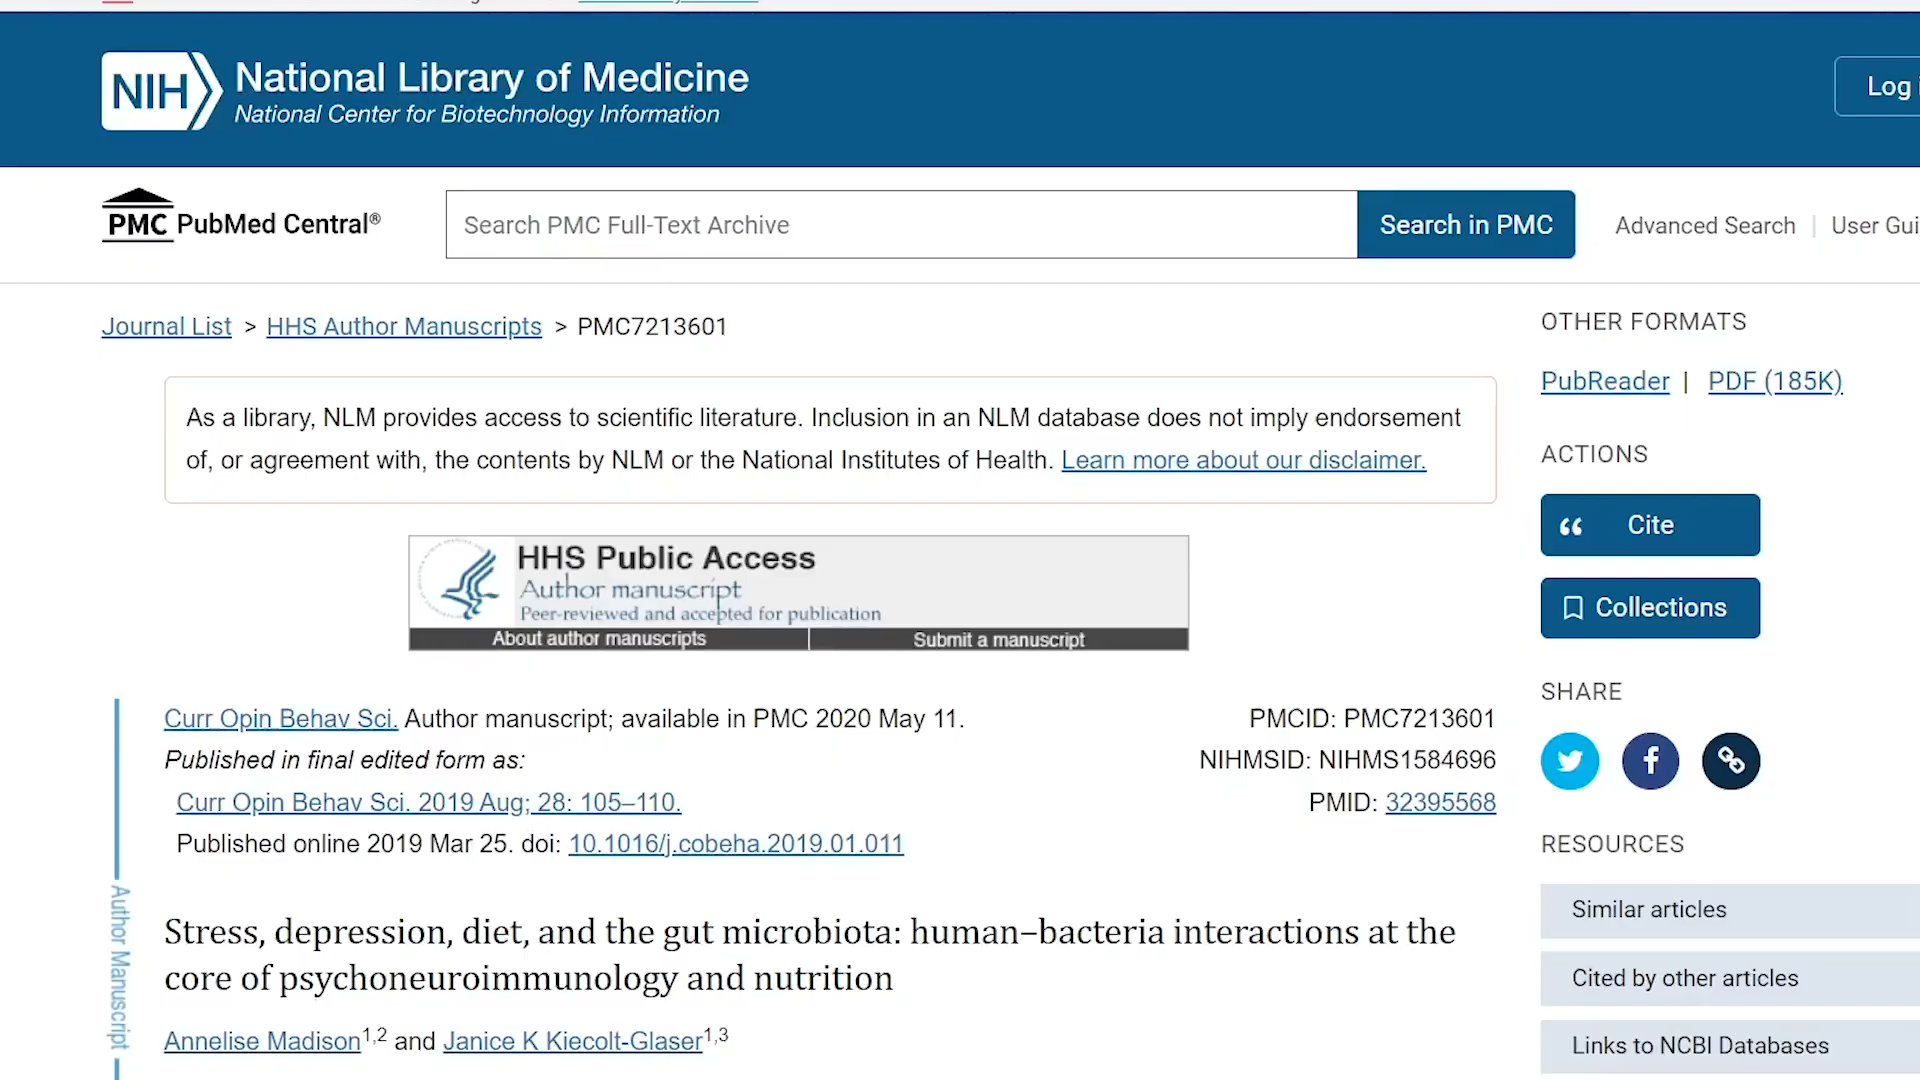 NIH National Library of Medicine
National Center for Biotechnology Information
Log
PMC PubMed Central®
Search PMC Full-Text Archive
Search in PMC
Advanced Search
User Gui
Journal List > HHS Author Manuscripts > PMC7213601
As a library, NLM provides access to scientific literature. Inclusion in an NLM database does not imply endorsement
of, or agreement with, the contents by NLM or the National Institutes of Health. Learn more about our disclaimer.
HHS Public Access
Author manuscript
Peer-reviewed and accepted for publication
About author manuscripts
Submit a manuscript
Curr Opin Behav Sci. Author manuscript; available in PMC 2020 May 11.
Published in final edited form as:
Curr Opin Behav Sci. 2019 Aug; 28: 105–110.
Published online 2019 Mar 25. doi: 10.1016/j.cobeha.2019.01.011
PMCID: PMC7213601
NIHMSID: NIHMS1584696
PMID: 32395568
Author Manuscript
Stress, depression, diet, and the gut microbiota: human–bacteria interactions at the
core of psychoneuroimmunology and nutrition
Annelise Madison1,2 and Janice K Kiecolt-Glaser1,3
OTHER FORMATS
PubReader | PDF (185K)
ACTIONS
Cite
Collections
SHARE
RESOURCES
Similar articles
Cited by other articles
Links to NCBI Databases